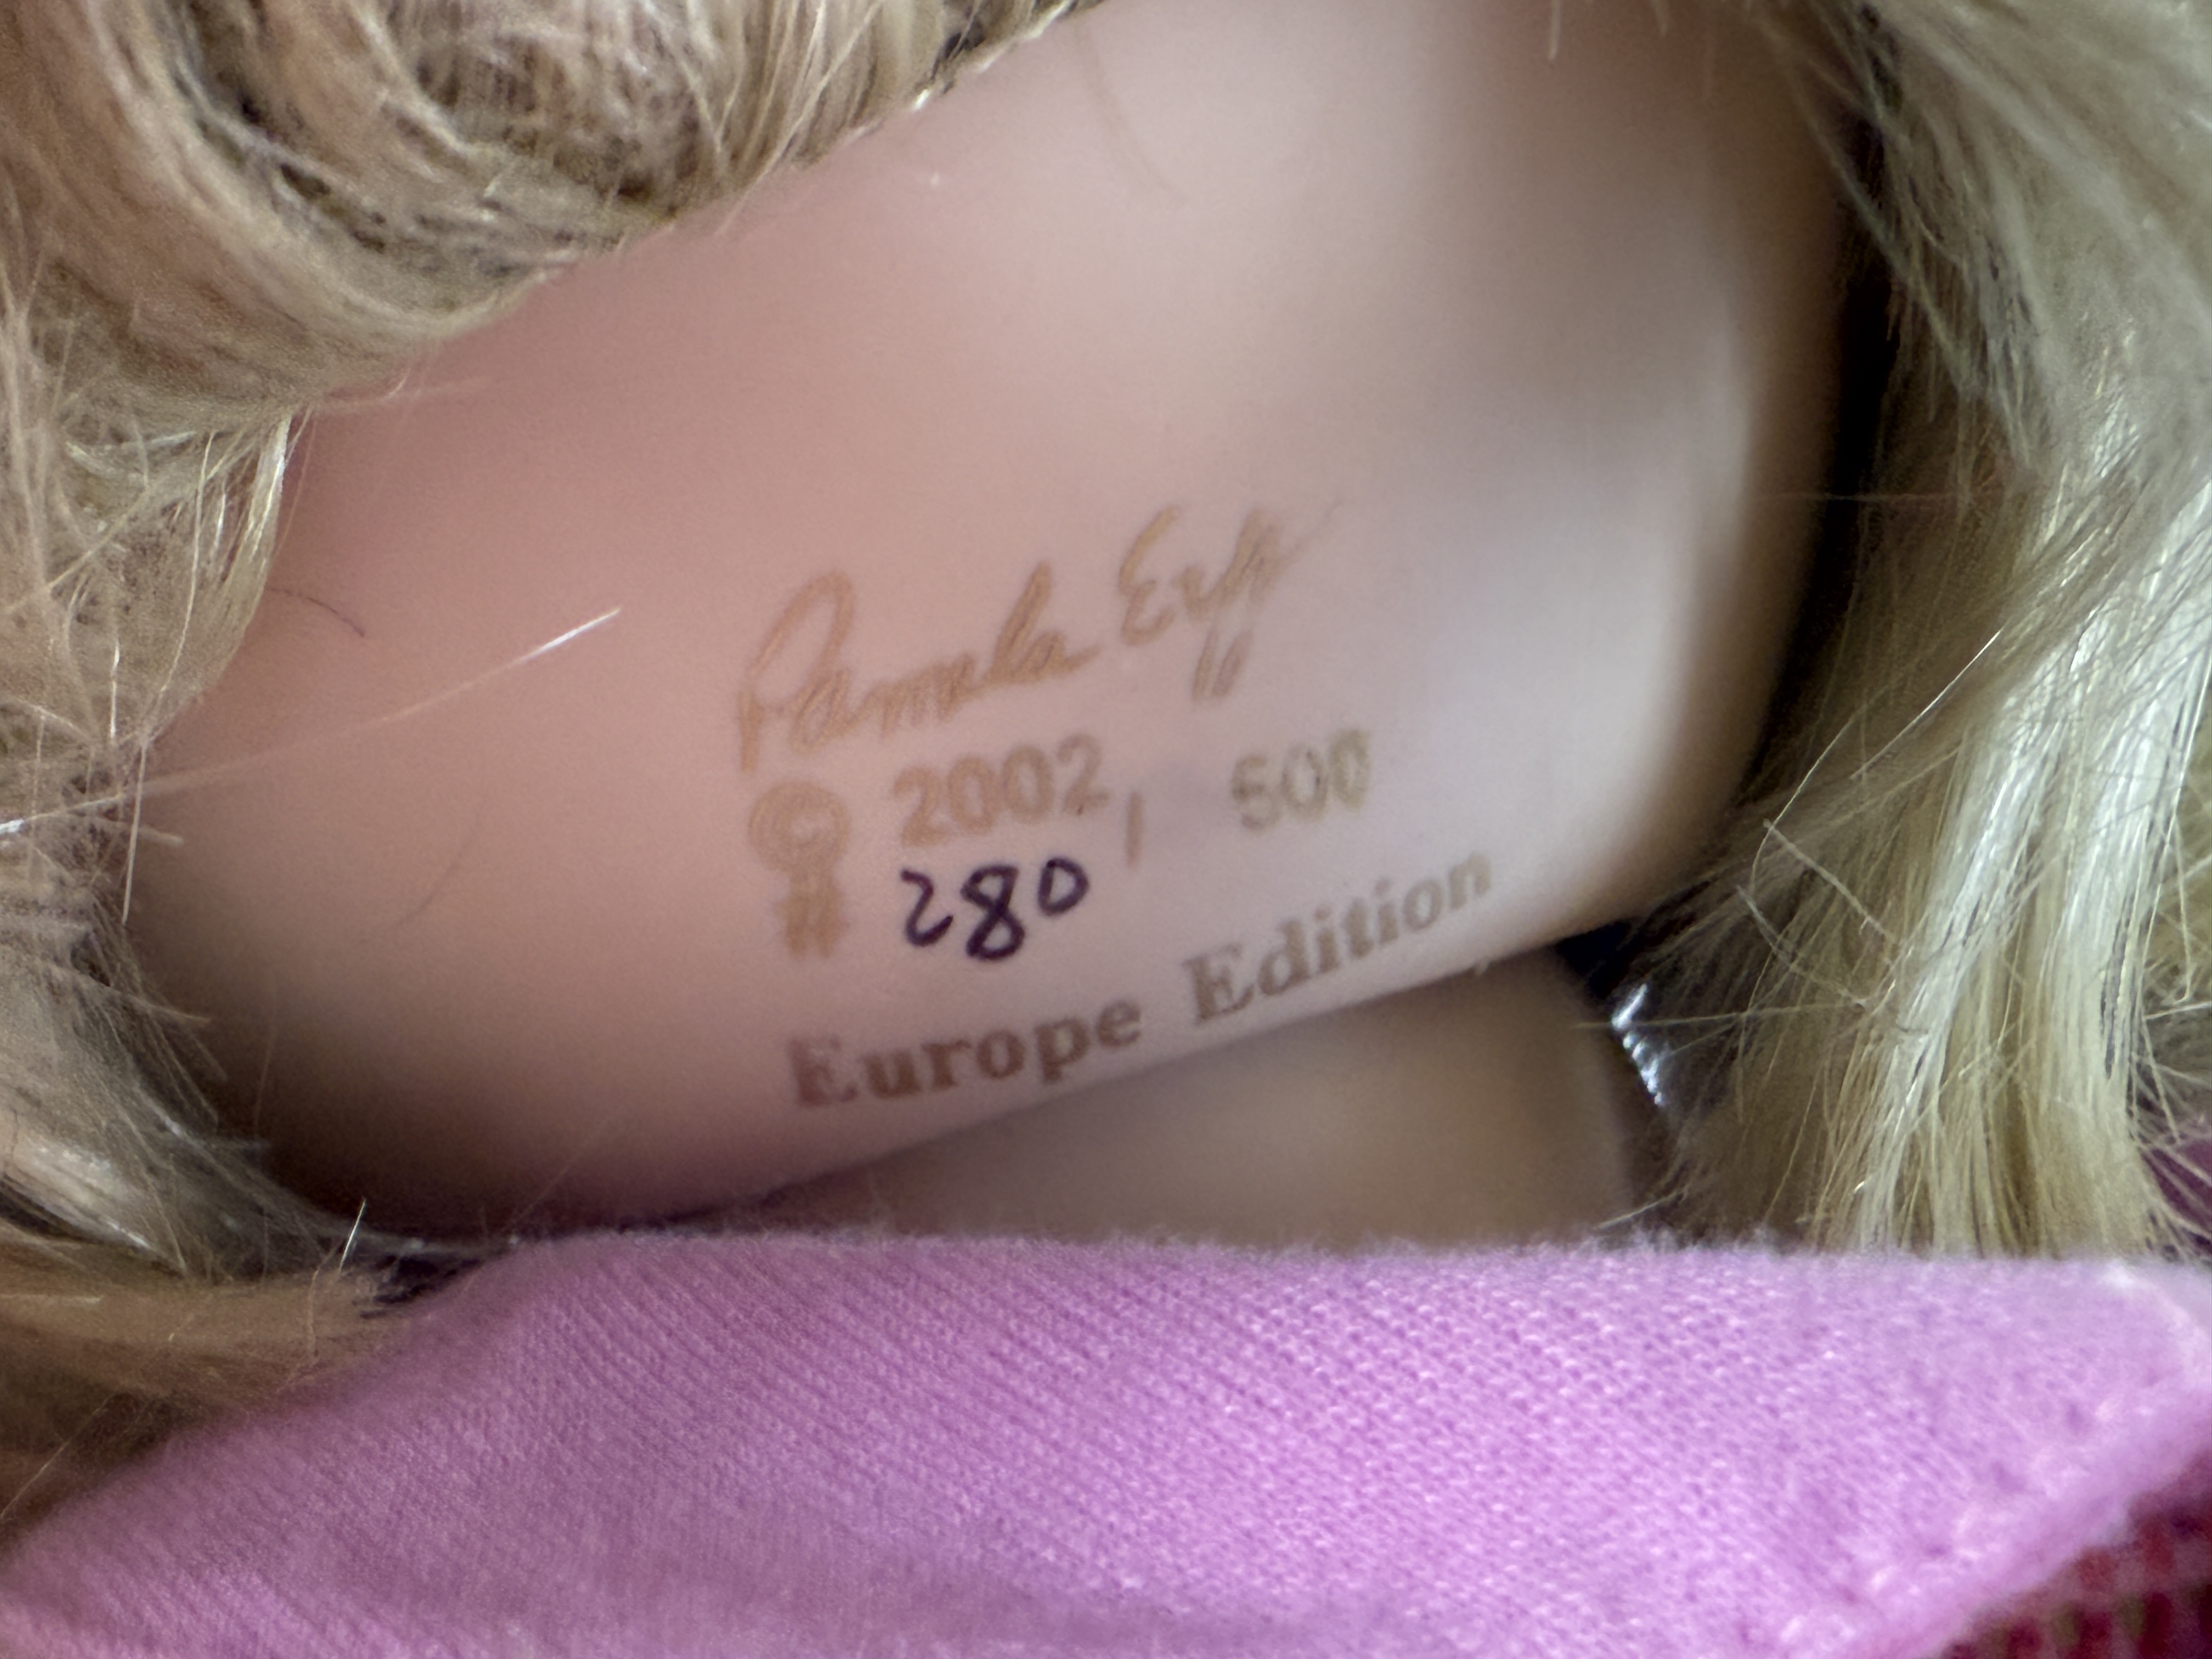 Pamela Erff
© 2002
# 280 / 500
Europe Edition